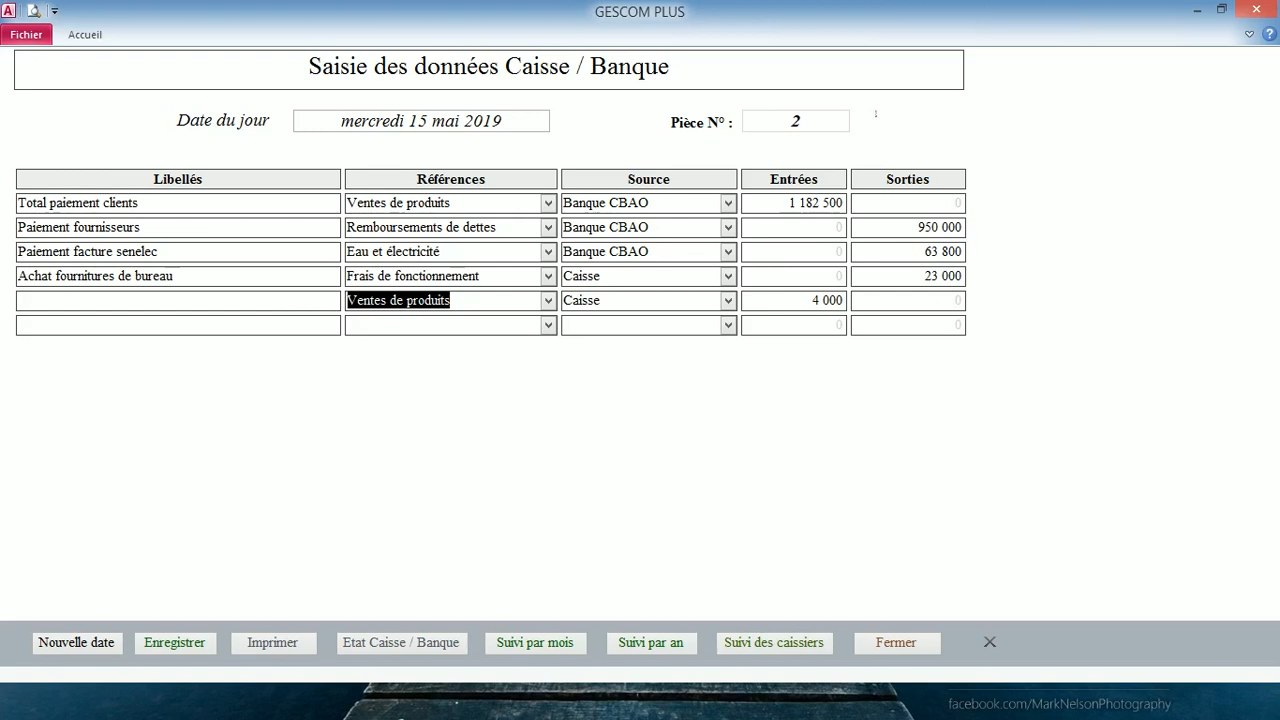 GESCOM PLUS
Fichier Accueil
Saisie des données Caisse / Banque
Date du jour mercredi 15 mai 2019 Pièce N° : 2
Libellés Références Source Entrées Sorties
Total paiement clients Ventes de produits Banque CBAO 1 182 500 0
Paiement fournisseurs Remboursements de dettes Banque CBAO 0 950 000
Paiement facture senelec Eau et électricité Banque CBAO 0 63 800
Achat fournitures de bureau Frais de fonctionnement Caisse 0 23 000
Ventes de produits Caisse 4 000 0
0 0
Nouvelle date Enregistrer Imprimer Etat Caisse / Banque Suivi par mois Suivi par an Suivi des caissiers Fermer
facebook.com/MarkNelsonPhotography